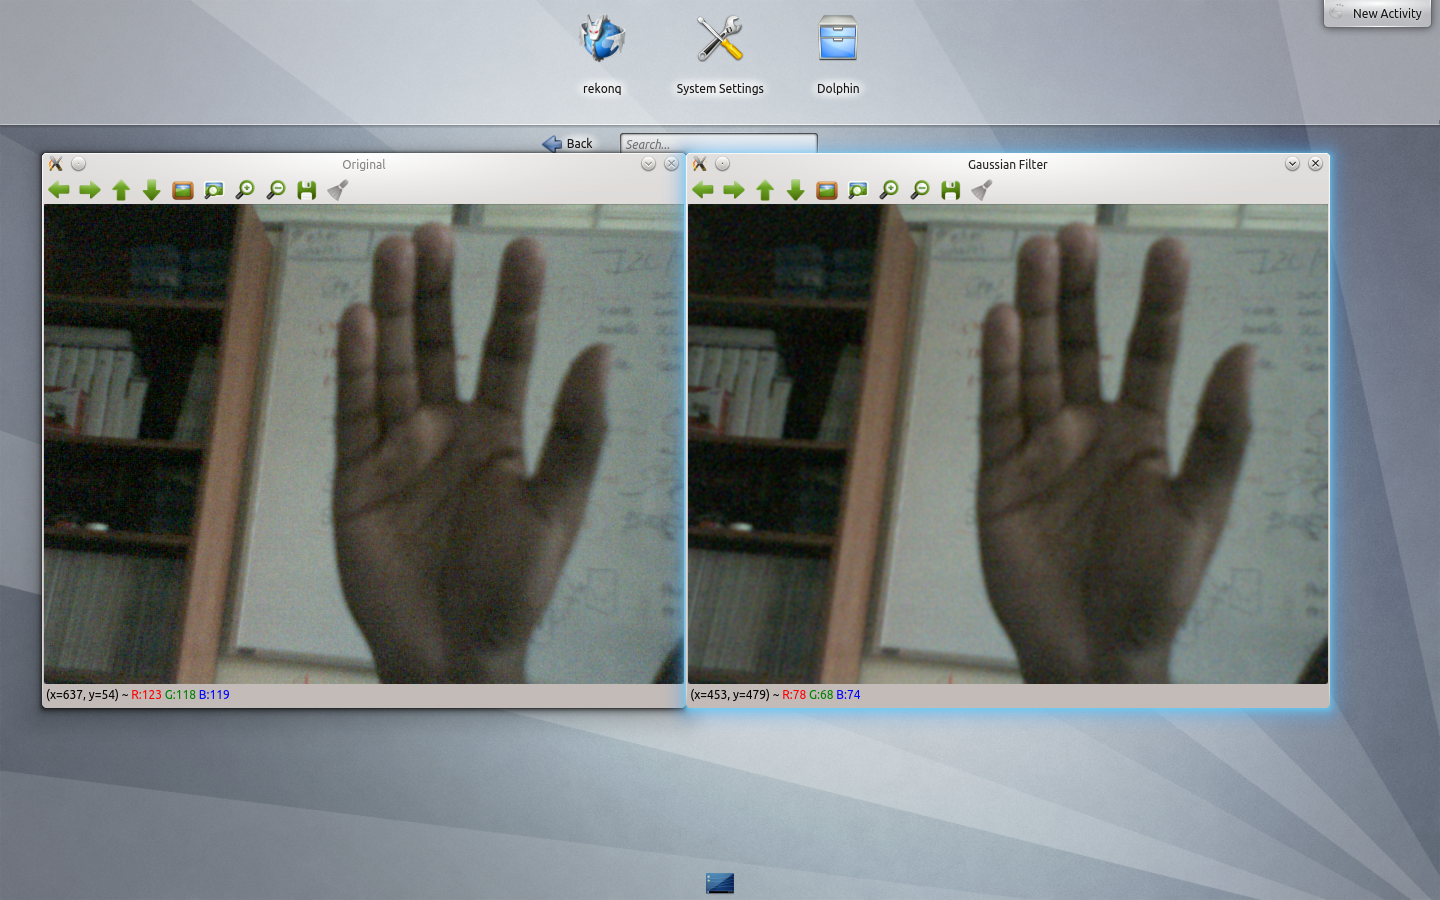 New Activity
rekonq
System Settings
Dolphin
Back
Search...
Original
Gaussian Filter
I2C
(x=637, y=54) ~ R:123 G:118 B:119
(x=453, y=479) ~ R:78 G:68 B:74